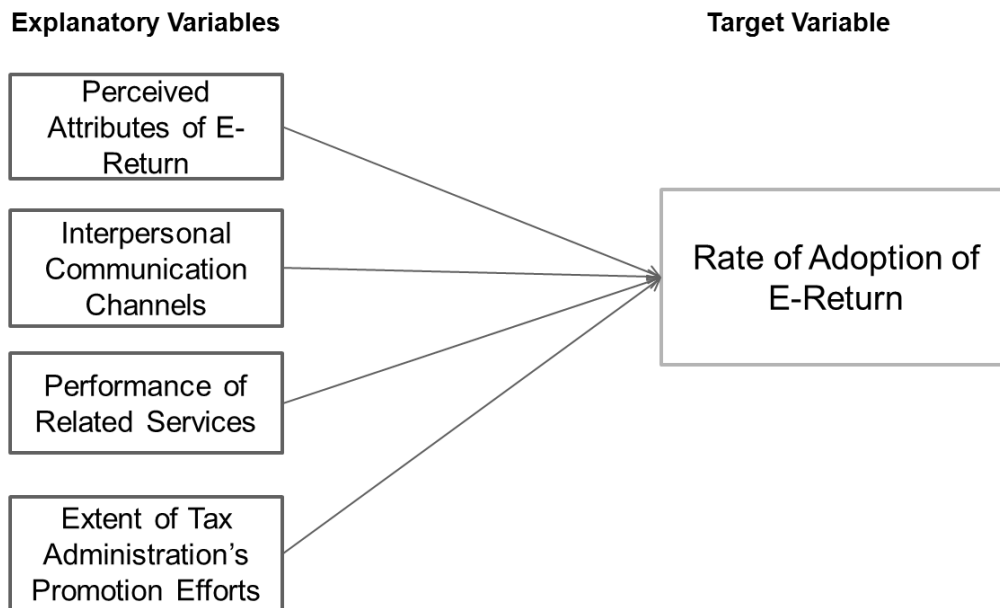 Explanatory Variables
Target Variable
Perceived
Attributes of E-
Return
Interpersonal
Communication
Channels
Performance of
Related Services
Extent of Tax
Administration’s
Promotion Efforts
Rate of Adoption of
E-Return